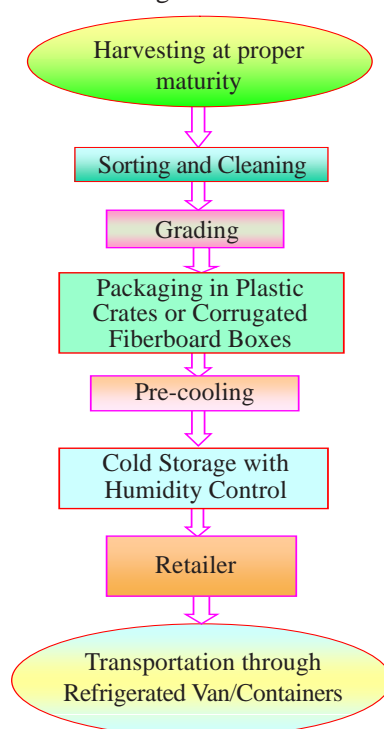 Harvesting at proper
maturity
Sorting and Cleaning
Grading
Packaging in Plastic
Crates or Corrugated
Fiberboard Boxes
Pre-cooling
Cold Storage with
Humidity Control
Retailer
Transportation through
Refrigerated Van/Containers